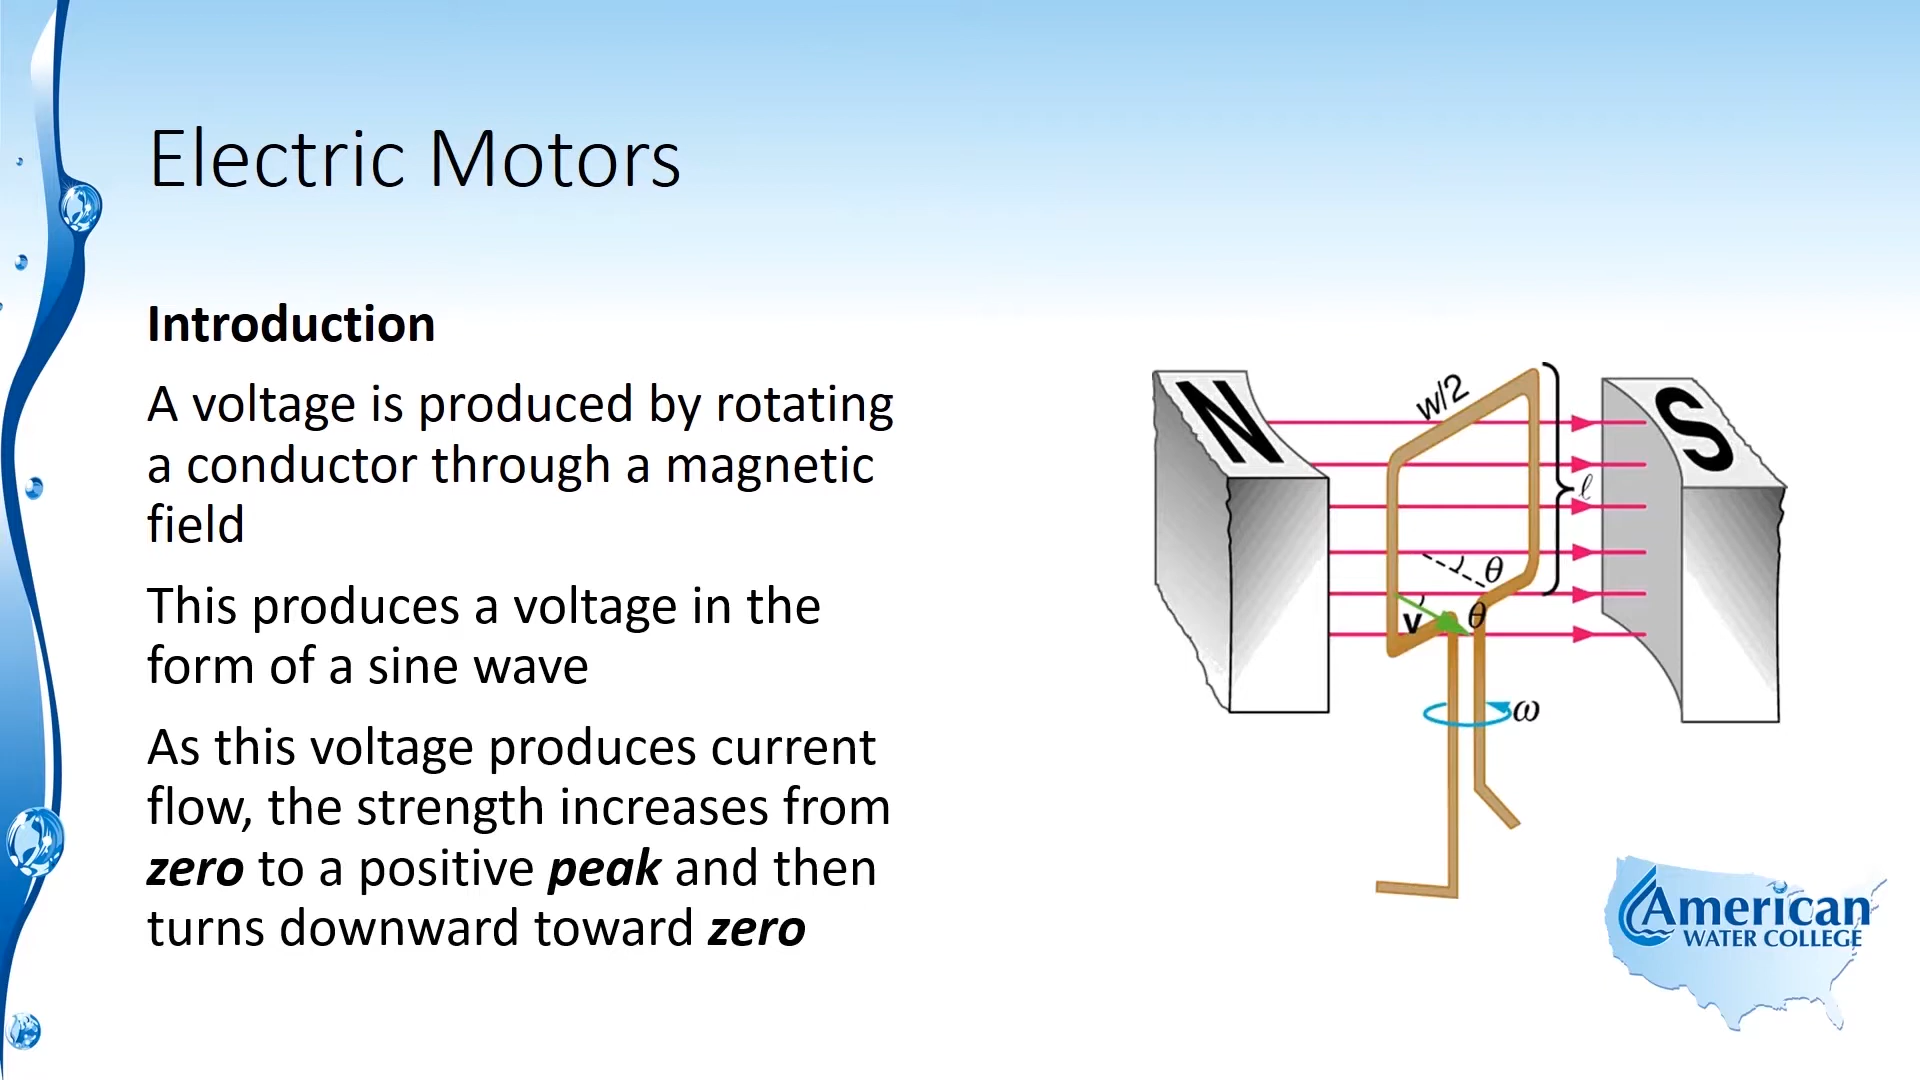 Electric Motors
Introduction
A voltage is produced by rotating
a conductor through a magnetic
field
This produces a voltage in the
form of a sine wave
As this voltage produces current
flow, the strength increases from
zero to a positive peak and then
turns downward toward zero
N
w/2
S
ℓ
θ
θ
v
ω
American
WATER COLLEGE